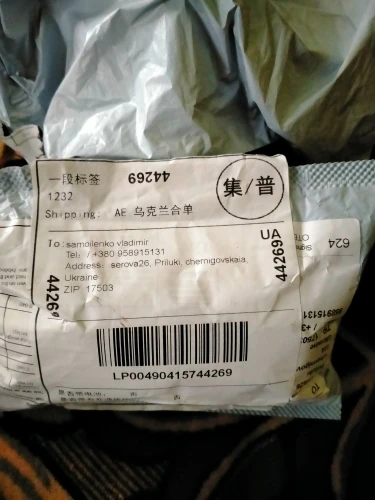 一段标签 44269
1232
集/普
Shipping: AE 乌克兰合单
To: samoilenko vladimir
Tel: / +380 958915131
Address: serova26, Priluki, chernigovskaia,
Ukraine
ZIP 17503
UA
44269
4426
LP00490415744269
624